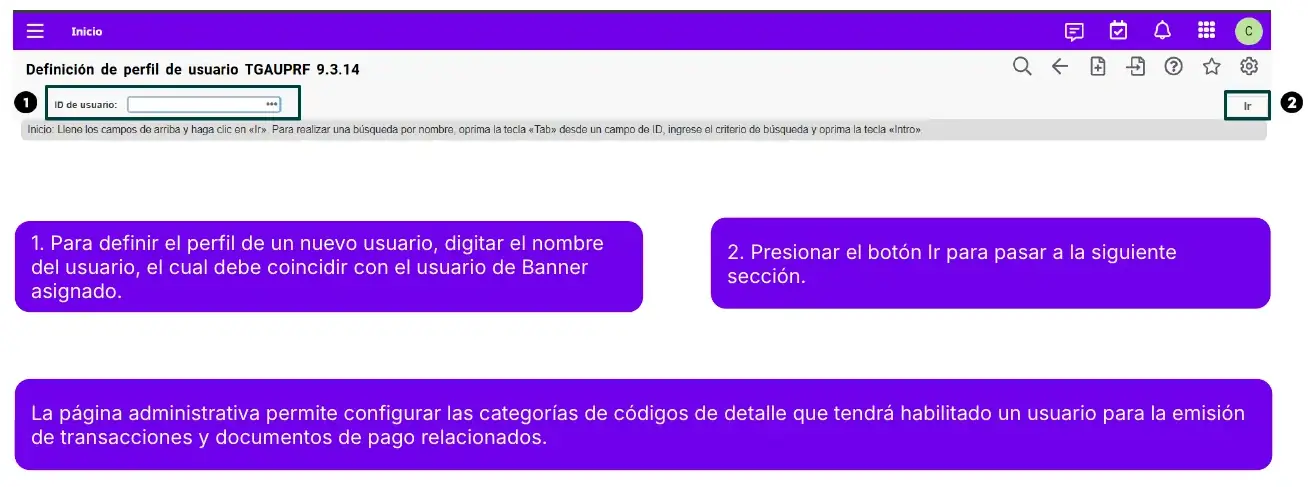 Inicio
C
Definición de perfil de usuario TGAUPRF 9.3.14
1 ID de usuario: Ir 2
Inicio: Llene los campos de arriba y haga clic en «Ir». Para realizar una búsqueda por nombre, oprima la tecla «Tab» desde un campo de ID, ingrese el criterio de búsqueda y oprima la tecla «Intro»
1. Para definir el perfil de un nuevo usuario, digitar el nombre
del usuario, el cual debe coincidir con el usuario de Banner
asignado.
2. Presionar el botón Ir para pasar a la siguiente
sección.
La página administrativa permite configurar las categorías de códigos de detalle que tendrá habilitado un usuario para la emisión
de transacciones y documentos de pago relacionados.